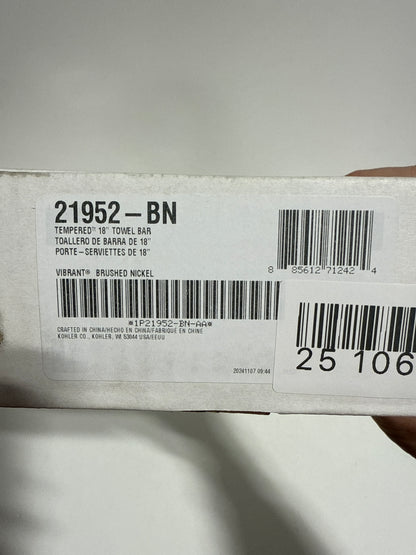 21952-BN
TEMPERED™ 18" TOWEL BAR
TOALLERO DE BARRA DE 18"
PORTE-SERVIETTES DE 18"
VIBRANT® BRUSHED NICKEL
8 85612 71242 4
*1P21952-BN-AA*
CRAFTED IN CHINA/HECHO EN CHINA/FABRIQUÉ EN CHINE
KOHLER CO., KOHLER, WI 53044 USA/EEUU
20241107 09:44
25 106